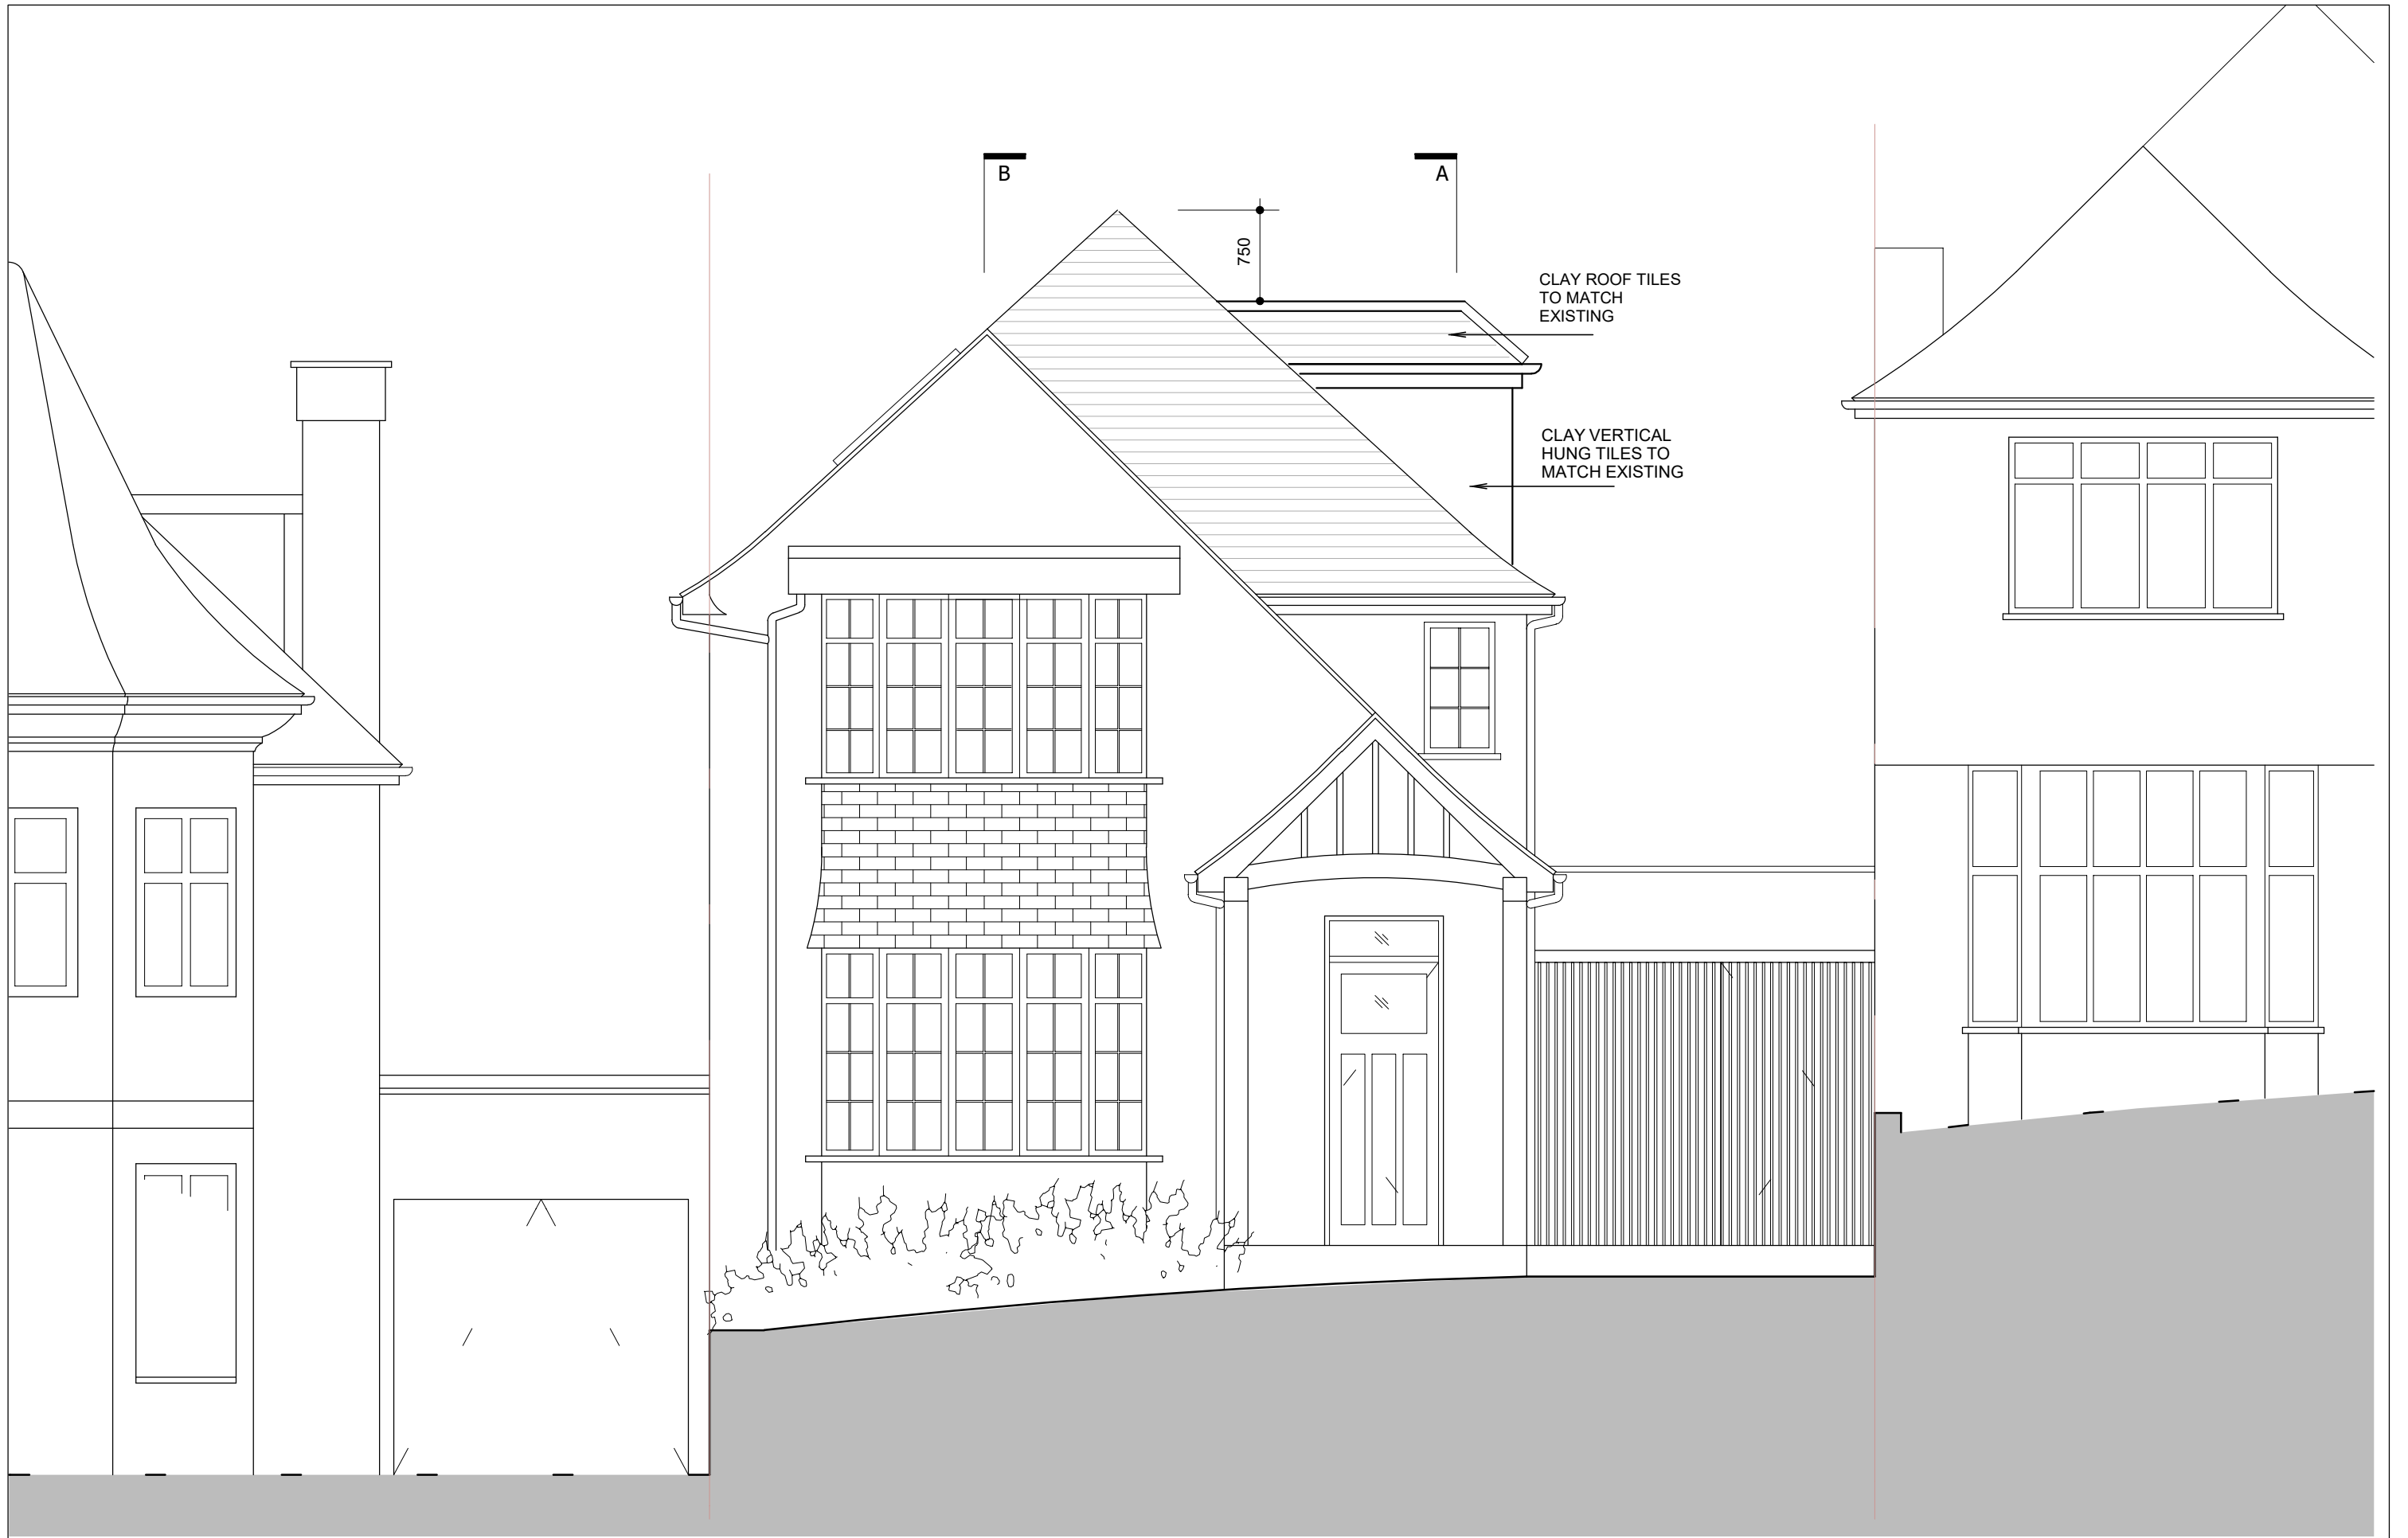 B
A
750
CLAY ROOF TILES
TO MATCH
EXISTING
CLAY VERTICAL
HUNG TILES TO
MATCH EXISTING